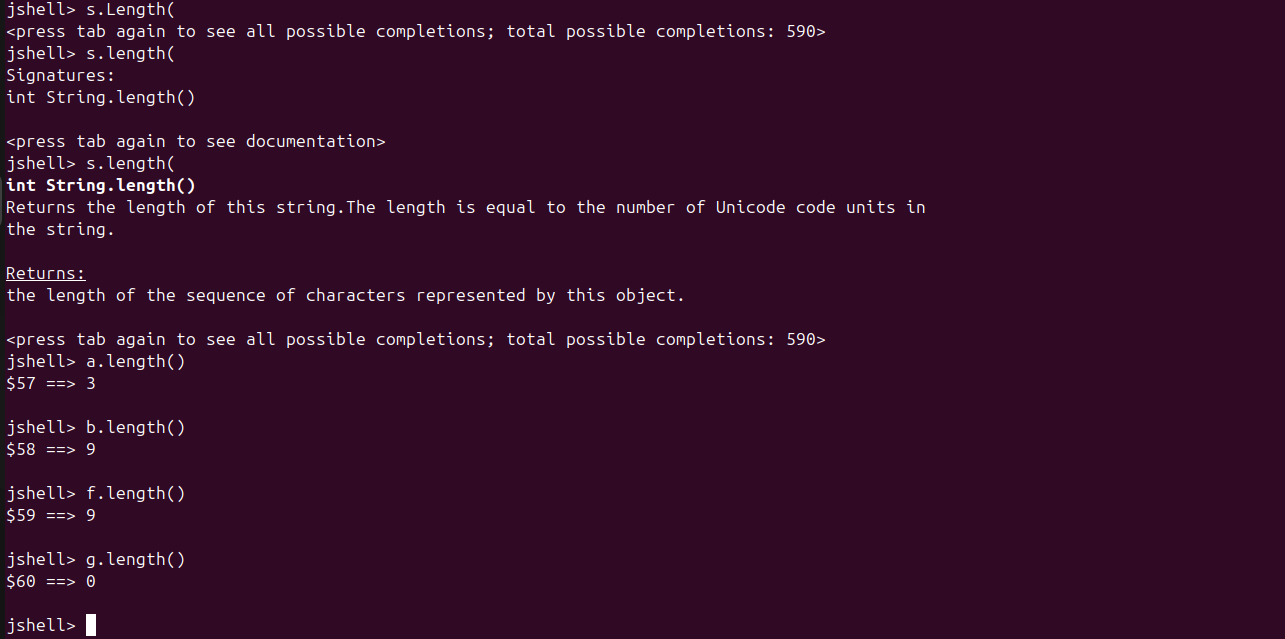 jshell> s.Length(
<press tab again to see all possible completions; total possible completions: 590>
jshell> s.length(
Signatures:
int String.length()
<press tab again to see documentation>
jshell> s.length(
int String.length()
Returns the length of this string.The length is equal to the number of Unicode code units in
the string.
Returns:
the length of the sequence of characters represented by this object.
<press tab again to see all possible completions; total possible completions: 590>
jshell> a.length()
$57 ==> 3
jshell> b.length()
$58 ==> 9
jshell> f.length()
$59 ==> 9
jshell> g.length()
$60 ==> 0
jshell>